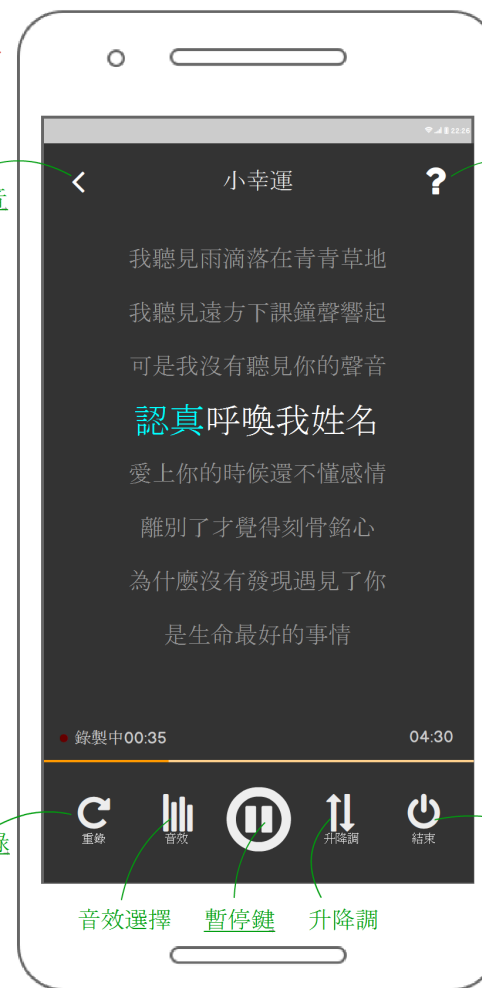 22:26
小幸運
?
我聽見雨滴落在青青草地
我聽見遠方下課鐘聲響起
可是我沒有聽見你的聲音
認真呼喚我姓名
愛上你的時候還不懂感情
離別了才覺得刻骨銘心
為什麼沒有發現遇見了你
是生命最好的事情
錄製中00:35
04:30
重錄
音效
升降調
結束
音效選擇
暫停鍵
升降調